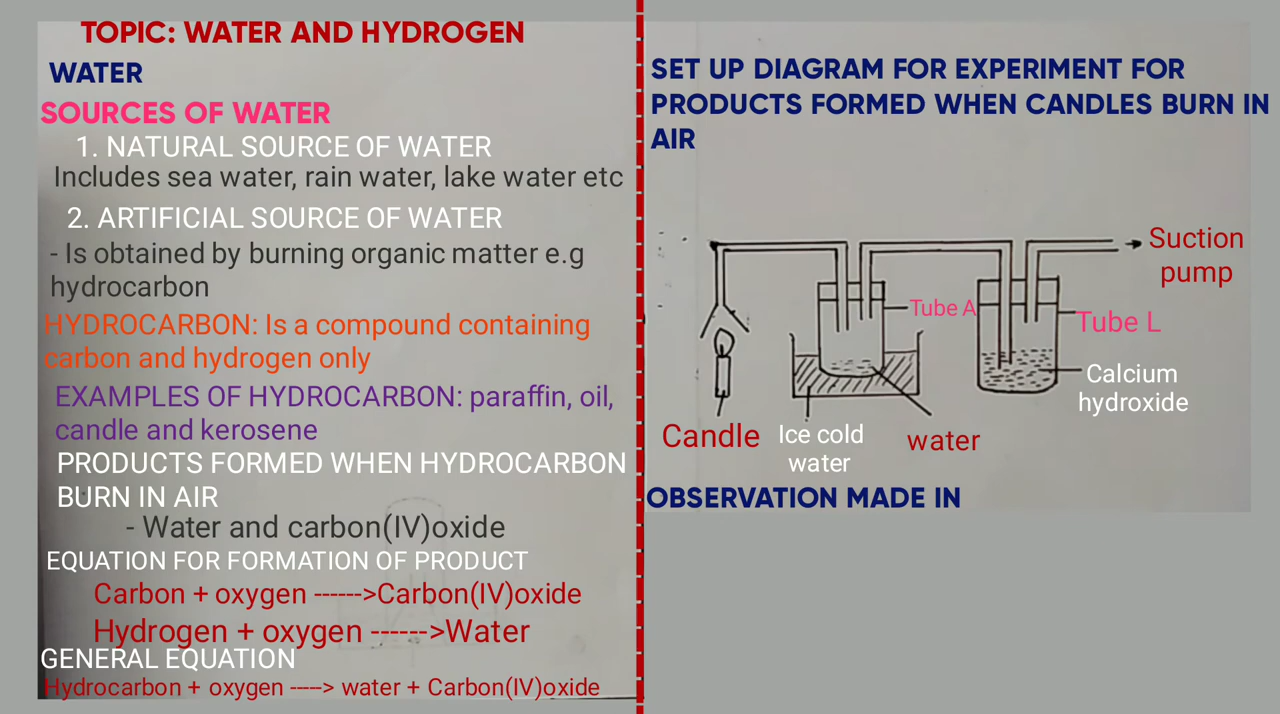 TOPIC: WATER AND HYDROGEN
WATER
SOURCES OF WATER
1. NATURAL SOURCE OF WATER
Includes sea water, rain water, lake water etc
2. ARTIFICIAL SOURCE OF WATER
- Is obtained by burning organic matter e.g
hydrocarbon
HYDROCARBON: Is a compound containing
carbon and hydrogen only
EXAMPLES OF HYDROCARBON: paraffin, oil,
candle and kerosene
PRODUCTS FORMED WHEN HYDROCARBON
BURN IN AIR
- Water and carbon(IV)oxide
EQUATION FOR FORMATION OF PRODUCT
Carbon + oxygen ------>Carbon(IV)oxide
Hydrogen + oxygen ------>Water
GENERAL EQUATION
Hydrocarbon + oxygen -----> water + Carbon(IV)oxide
SET UP DIAGRAM FOR EXPERIMENT FOR
PRODUCTS FORMED WHEN CANDLES BURN IN
AIR
Suction
pump
Tube A
Tube L
Calcium
hydroxide
Candle
Ice cold
water
water
OBSERVATION MADE IN